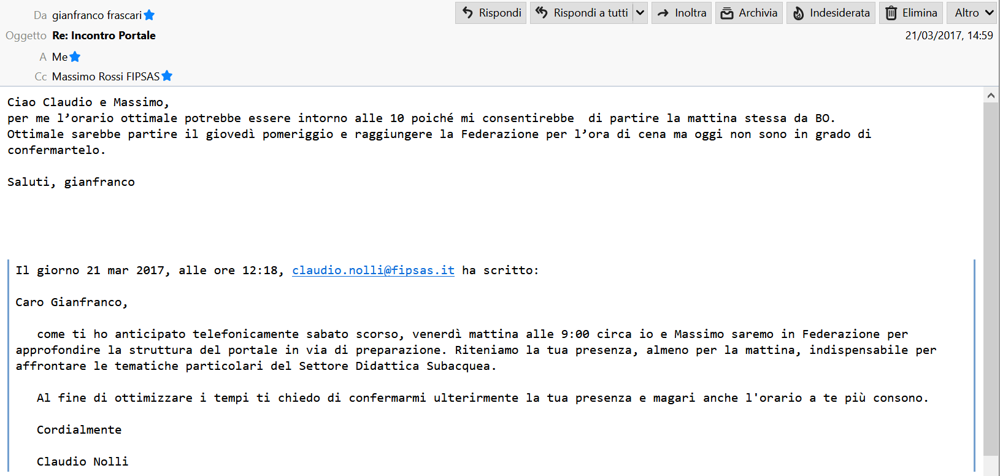 Da gianfranco frascari
Rispondi Rispondi a tutti Inoltra Archivia Indesiderata Elimina Altro
Oggetto Re: Incontro Portale 21/03/2017, 14:59
A Me
Cc Massimo Rossi FIPSAS
Ciao Claudio e Massimo,
per me l’orario ottimale potrebbe essere intorno alle 10 poiché mi consentirebbe  di partire la mattina stessa da BO.
Ottimale sarebbe partire il giovedì pomeriggio e raggiungere la Federazione per l’ora di cena ma oggi non sono in grado di
confermartelo.
Saluti, gianfranco
Il giorno 21 mar 2017, alle ore 12:18, claudio.nolli@fipsas.it ha scritto:
Caro Gianfranco,
come ti ho anticipato telefonicamente sabato scorso, venerdì mattina alle 9:00 circa io e Massimo saremo in Federazione per
approfondire la struttura del portale in via di preparazione. Riteniamo la tua presenza, almeno per la mattina, indispensabile per
affrontare le tematiche particolari del Settore Didattica Subacquea.
Al fine di ottimizzare i tempi ti chiedo di confermarmi ulterirmente la tua presenza e magari anche l'orario a te più consono.
Cordialmente
Claudio Nolli